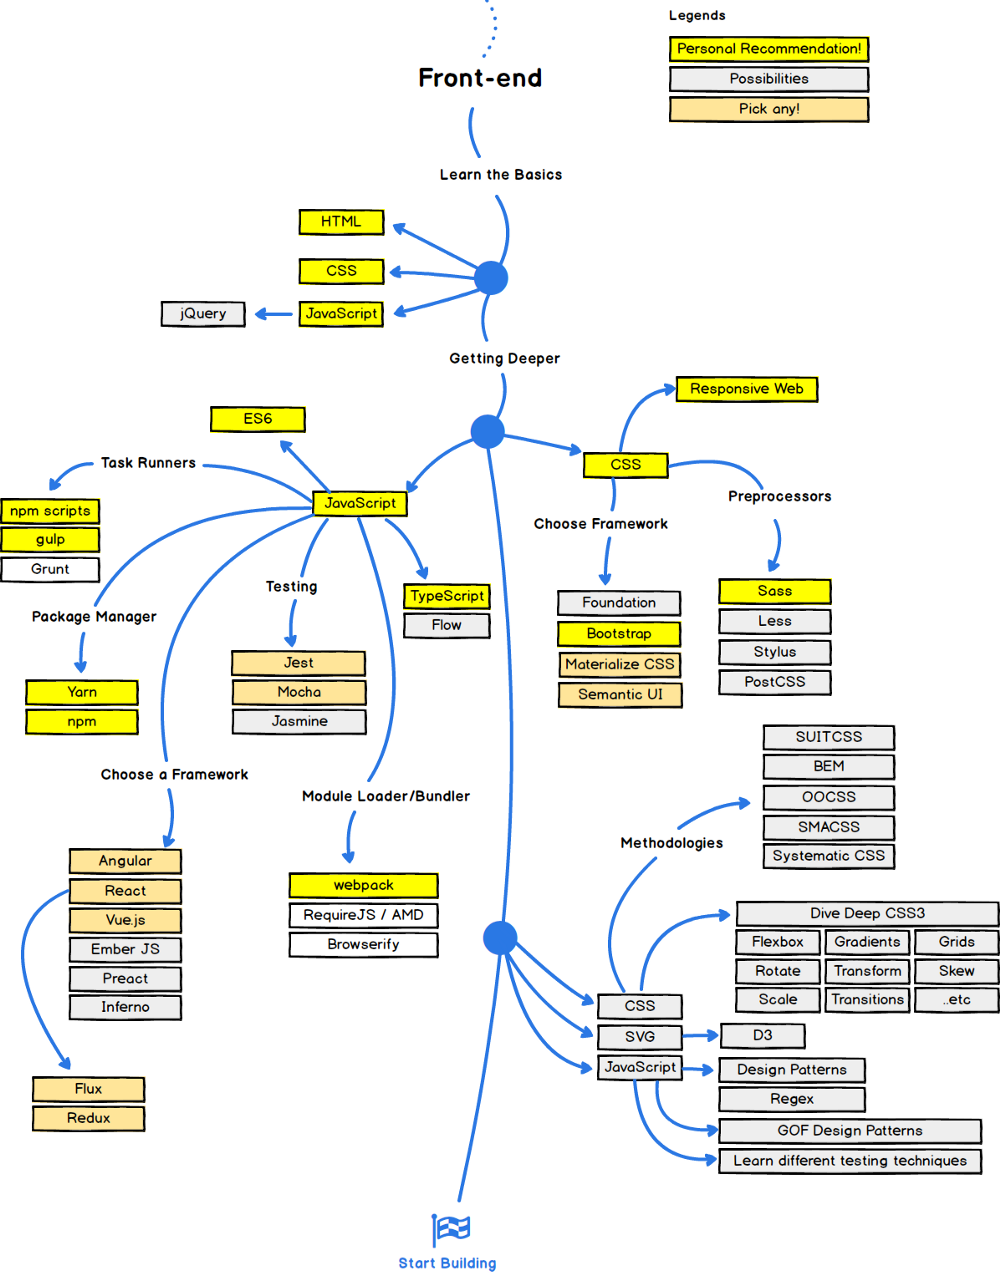 Legends
Personal Recommendation!
Possibilities
Pick any!
Front-end
Learn the Basics
HTML
CSS
JavaScript
jQuery
Getting Deeper
Responsive Web
CSS
Preprocessors
Choose Framework
ES6
Task Runners
JavaScript
npm scripts
gulp
Grunt
Package Manager
Yarn
npm
Testing
Jest
Mocha
Jasmine
TypeScript
Flow
Foundation
Bootstrap
Materialize CSS
Semantic UI
Sass
Less
Stylus
PostCSS
Choose a Framework
Angular
React
Vue.js
Ember JS
Preact
Inferno
Flux
Redux
Module Loader/Bundler
webpack
RequireJS / AMD
Browserify
SUITCSS
BEM
OOCSS
SMACSS
Systematic CSS
Methodologies
Dive Deep CSS3
Flexbox Gradients Grids
Rotate Transform Skew
Scale Transitions ..etc
CSS
SVG
D3
JavaScript
Design Patterns
Regex
GOF Design Patterns
Learn different testing techniques
Start Building